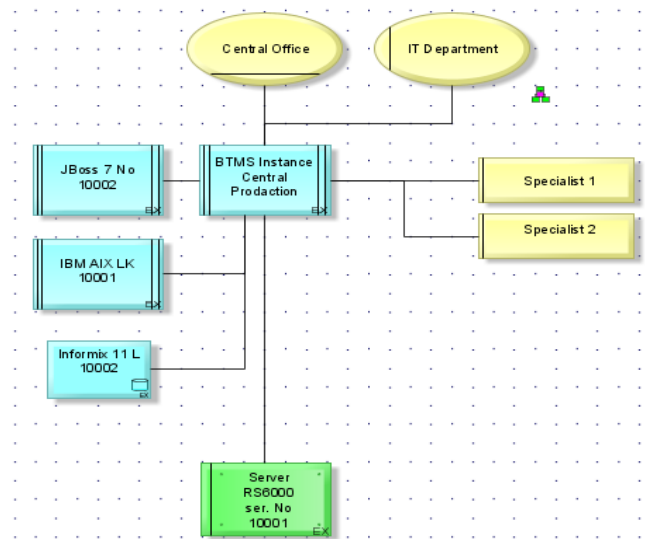 Central Office
IT Department
JBoss 7 No
10002
EX
BTMS Instance
Central
Prodaction
EX
Specialist 1
Specialist 2
IBM AIX LK
10001
EX
Informix 11 L
10002
EX
Server
RS6000
ser. No
10001
EX